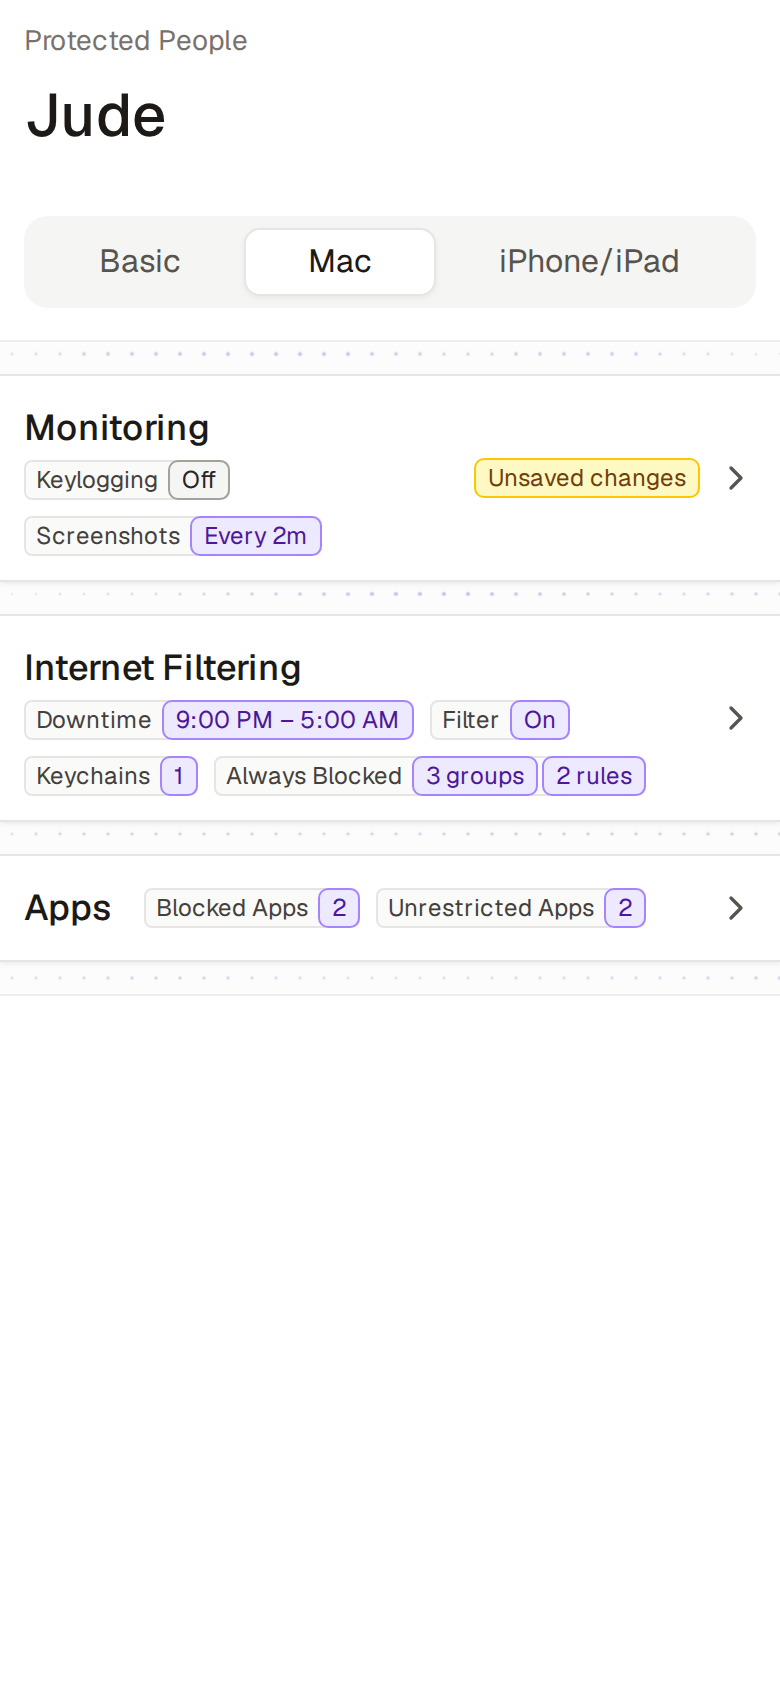 Protected People
Jude
Basic Mac iPhone/iPad
Monitoring
Keylogging Off
Unsaved changes
Screenshots Every 2m
Internet Filtering
Downtime 9:00 PM – 5:00 AM Filter On
Keychains 1 Always Blocked 3 groups 2 rules
Apps Blocked Apps 2 Unrestricted Apps 2